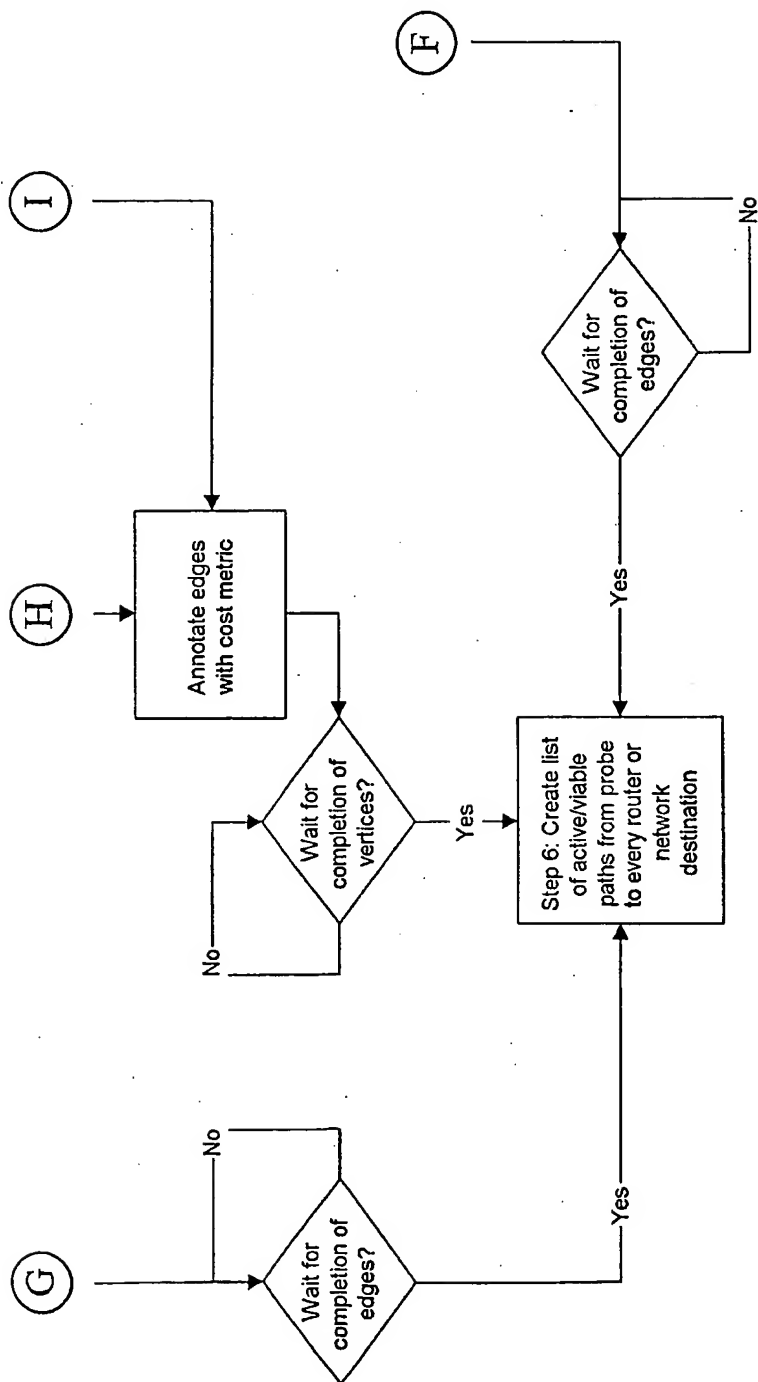 G
H
I
Annotate edges
with cost metric
Wait for
completion of
edges?
No
Yes
No
Wait for
completion of
vertices?
Yes
Step 6: Create list
of active/viable
paths from probe
to every router or
network
destination
F
Wait for
completion of
edges?
No
Yes